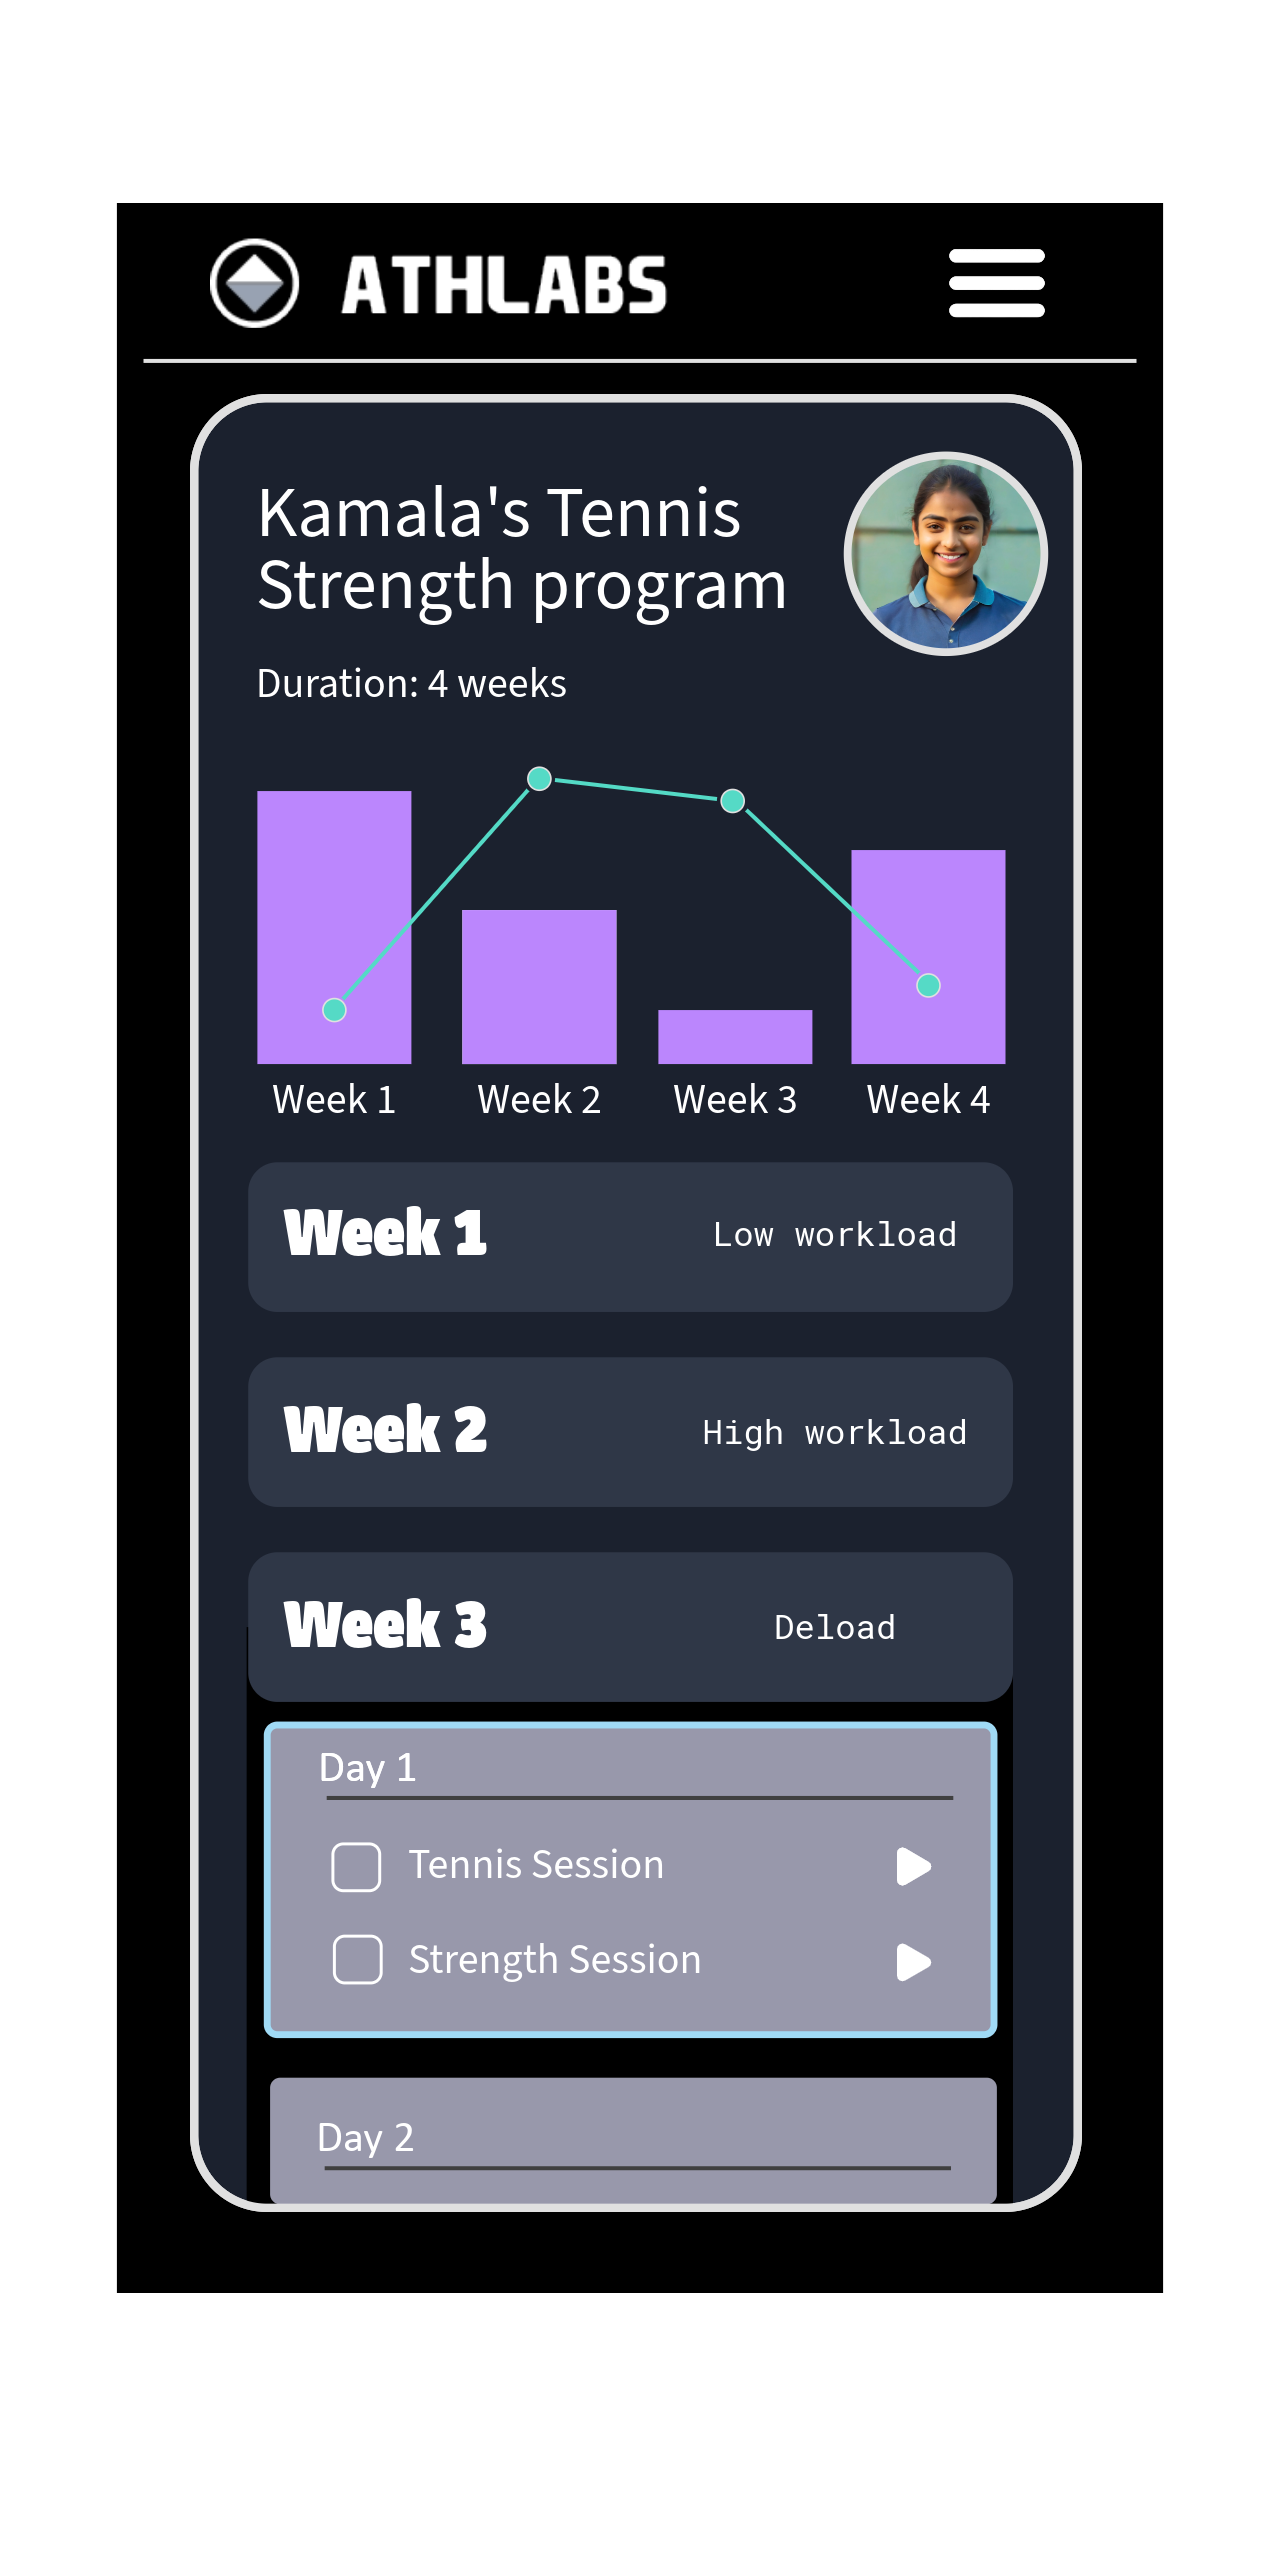 ATHLABS
Kamala's Tennis
Strength program
Duration: 4 weeks
Week 1 Week 2 Week 3 Week 4
Week 1 Low workload
Week 2 High workload
Week 3 Deload
Day 1
Tennis Session
Strength Session
Day 2